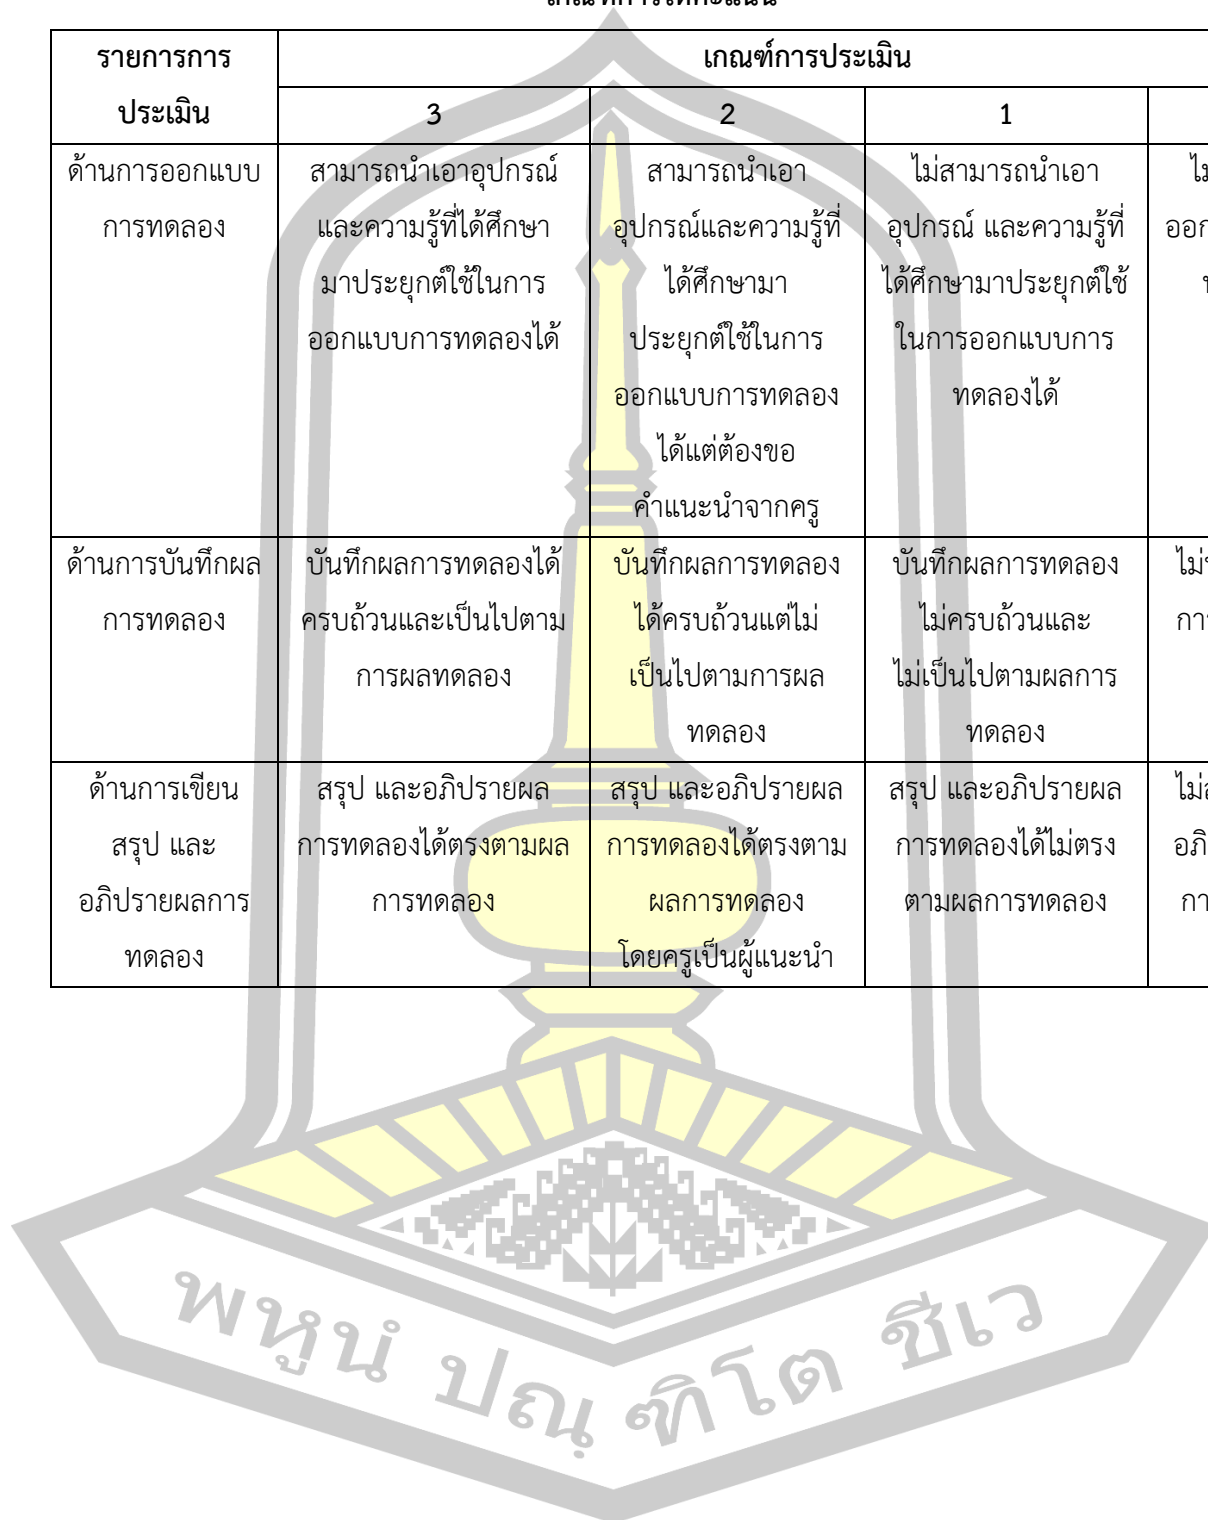 รายการการ เกณฑ์การประเมิน
ประเมิน 3 2 1
ด้านการออกแบบ สามารถนำเอาอุปกรณ์ สามารถนำเอา ไม่สามารถนำเอา
การทดลอง และความรู้ที่ได้ศึกษา อุปกรณ์และความรู้ที่ อุปกรณ์ และความรู้ที่
มาประยุกต์ใช้ในการ ได้ศึกษามา ได้ศึกษามาประยุกต์ใช้
ออกแบบการทดลองได้ ประยุกต์ใช้ในการ ในการออกแบบการ
ออกแบบการทดลอง ทดลองได้
ได้แต่ต้องขอ
คำแนะนำจากครู
ด้านการบันทึกผล บันทึกผลการทดลองได้ บันทึกผลการทดลอง บันทึกผลการทดลอง
การทดลอง ครบถ้วนและเป็นไปตาม ได้ครบถ้วนแต่ไม่ ไม่ครบถ้วนและ
การผลทดลอง เป็นไปตามการผล ไม่เป็นไปตามผลการ
ทดลอง ทดลอง
ด้านการเขียน สรุป และอภิปรายผล สรุป และอภิปรายผล สรุป และอภิปรายผล
สรุป และ การทดลองได้ตรงตามผล การทดลองได้ตรงตาม การทดลองได้ไม่ตรง
อภิปรายผลการ การทดลอง ผลการทดลอง ตามผลการทดลอง
ทดลอง โดยครูเป็นผู้แนะนำ
พหูนํ ปณฺฑิโต ชีเว